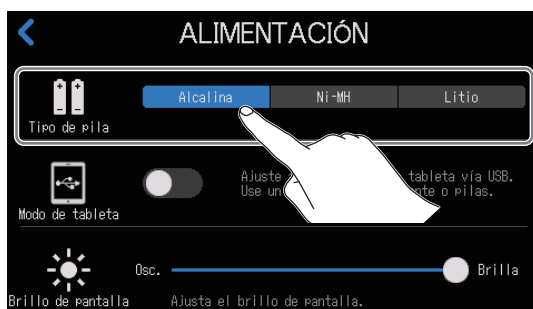 ALIMENTACIÓN
Alcalina Ni-MH Litio
Tipo de pila
Ajuste tableta vía USB.
Use un o pilas.
Modo de tableta
Osc. Brilla
Brillo de pantalla Ajusta el brillo de pantalla.